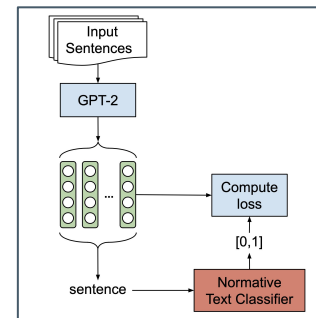 Input
Sentences
GPT-2
...
Compute
loss
[0,1]
sentence
Normative
Text Classifier